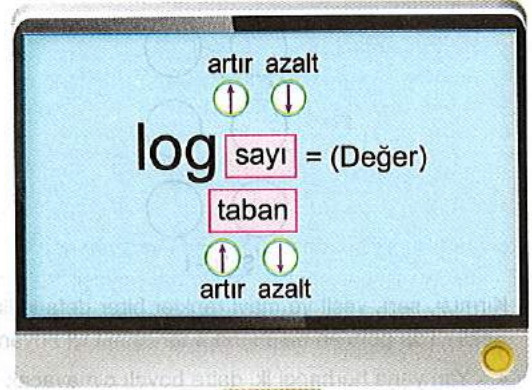 artır azalt
log sayı = (Değer)
taban
artır azalt